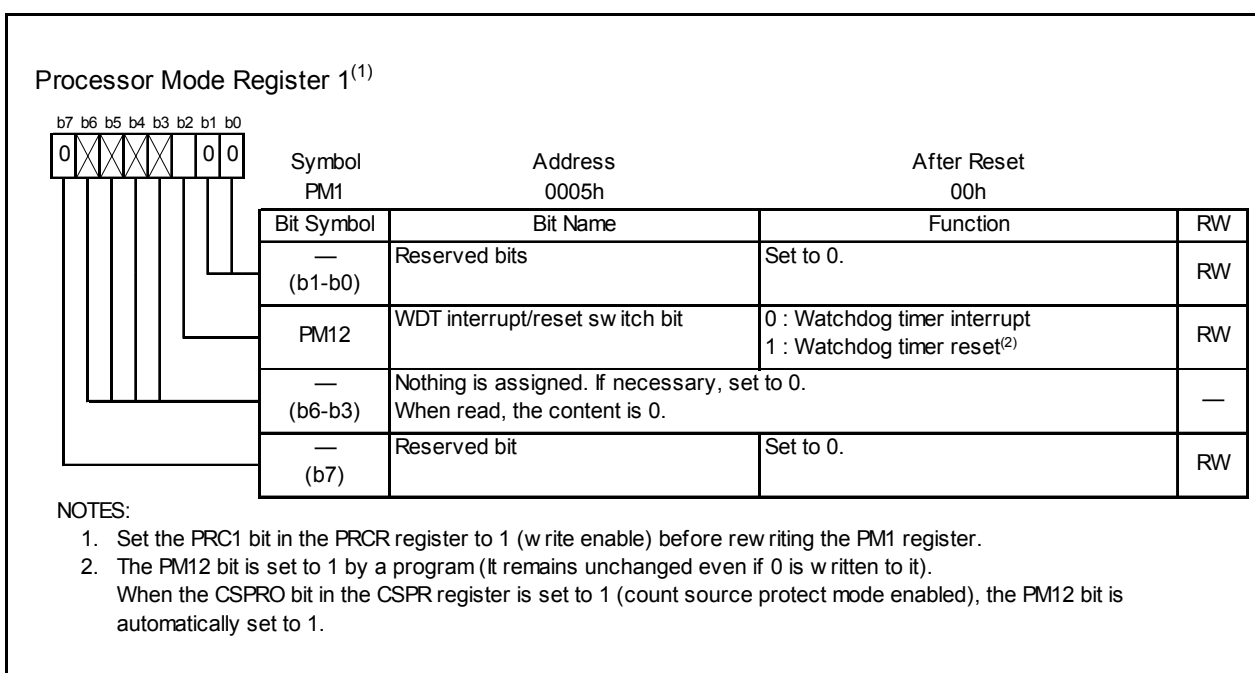 Processor Mode Register 1(1)
b7 b6 b5 b4 b3 b2 b1 b0
0 0 0
Symbol Address After Reset
PM1 0005h 00h
Bit Symbol Bit Name Function RW
— (b1-b0) Reserved bits Set to 0. RW
PM12 WDT interrupt/reset switch bit 0 : Watchdog timer interrupt
1 : Watchdog timer reset(2) RW
— (b6-b3) Nothing is assigned. If necessary, set to 0.
When read, the content is 0. —
— (b7) Reserved bit Set to 0. RW
NOTES:
1. Set the PRC1 bit in the PRCR register to 1 (write enable) before rewriting the PM1 register.
2. The PM12 bit is set to 1 by a program (It remains unchanged even if 0 is written to it).
When the CSPRO bit in the CSPR register is set to 1 (count source protect mode enabled), the PM12 bit is
automatically set to 1.